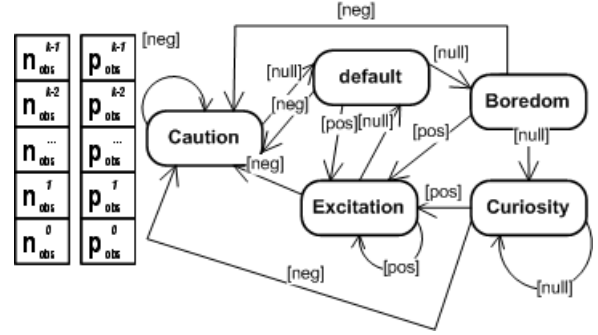 [neg]
[neg]
n obs k-1
p obs k-1
n obs k-2
p obs k-2
n obs ...
p obs ...
n obs 1
p obs 1
n obs 0
p obs 0
[null]
default
[null]
[neg]
Boredom
Caution
[pos]
[null]
[pos]
[null]
[neg]
Excitation
[pos]
Curiosity
[pos]
[neg]
[null]